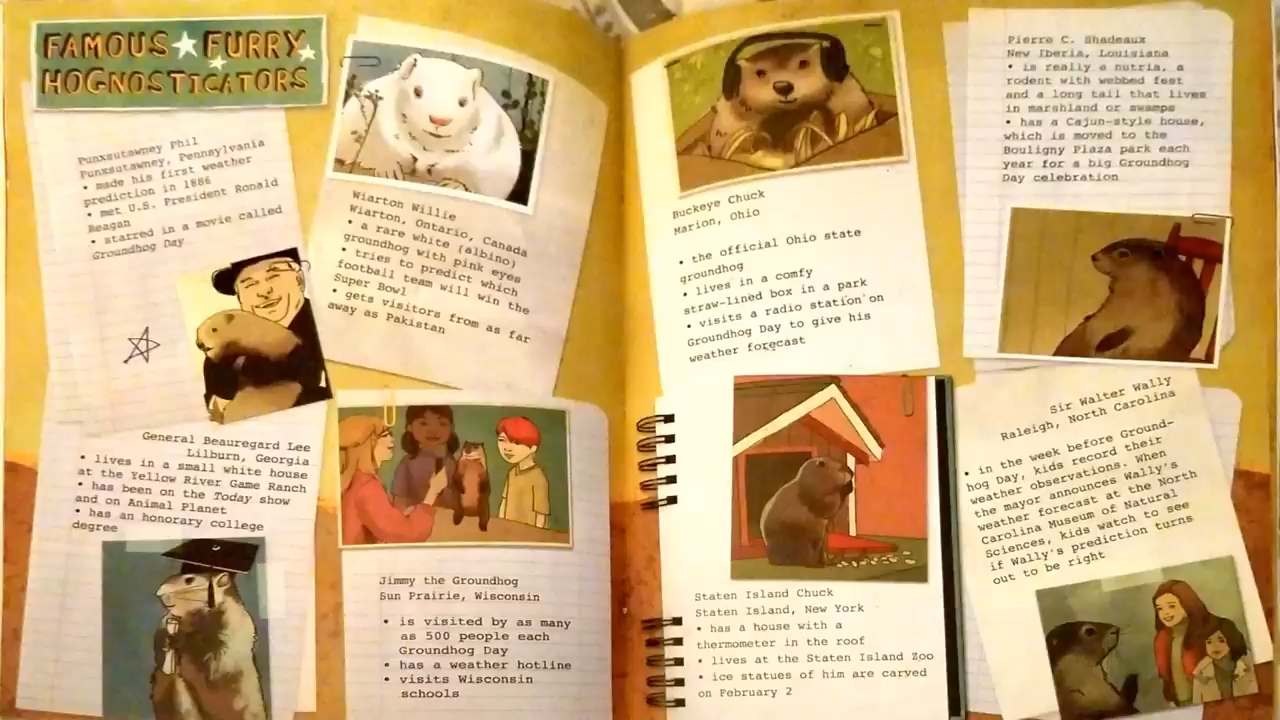 FAMOUS FURRY
HOGNOSTICATORS
Punxsutawney Phil
Punxsutawney, Pennsylvania
• made his first weather
prediction in 1886
• met U.S. President Ronald
Reagan
• starred in a movie called
Groundhog Day
Wiarton Willie
Wiarton, Ontario, Canada
• a rare white (albino)
groundhog with pink eyes
• tries to predict which
football team will win the
Super Bowl
• gets visitors from as far
away as Pakistan
General Beauregard Lee
Lilburn, Georgia
• lives in a small white house
at the Yellow River Game Ranch
• has been on the Today show
and on Animal Planet
• has an honorary college
degree
Jimmy the Groundhog
Sun Prairie, Wisconsin
• is visited by as many
as 500 people each
Groundhog Day
• has a weather hotline
• visits Wisconsin
schools
Buckeye Chuck
Marion, Ohio
• the official Ohio state
groundhog
• lives in a comfy
straw-lined box in a park
• visits a radio station on
Groundhog Day to give his
weather forecast
Pierre C. Shadeaux
New Iberia, Louisiana
• is really a nutria, a
rodent with webbed feet
and a long tail that lives
in marshland or swamps
• has a Cajun-style house,
which is moved to the
Bouligny Plaza park each
year for a big Groundhog
Day celebration
Staten Island Chuck
Staten Island, New York
• has a house with a
thermometer in the roof
• lives at the Staten Island Zoo
• ice statues of him are carved
on February 2
Sir Walter Wally
Raleigh, North Carolina
• in the week before Ground-
hog Day, kids record their
weather observations. When
the mayor announces Wally's
weather forecast at the North
Carolina Museum of Natural
Sciences, kids watch to see
if Wally's prediction turns
out to be right